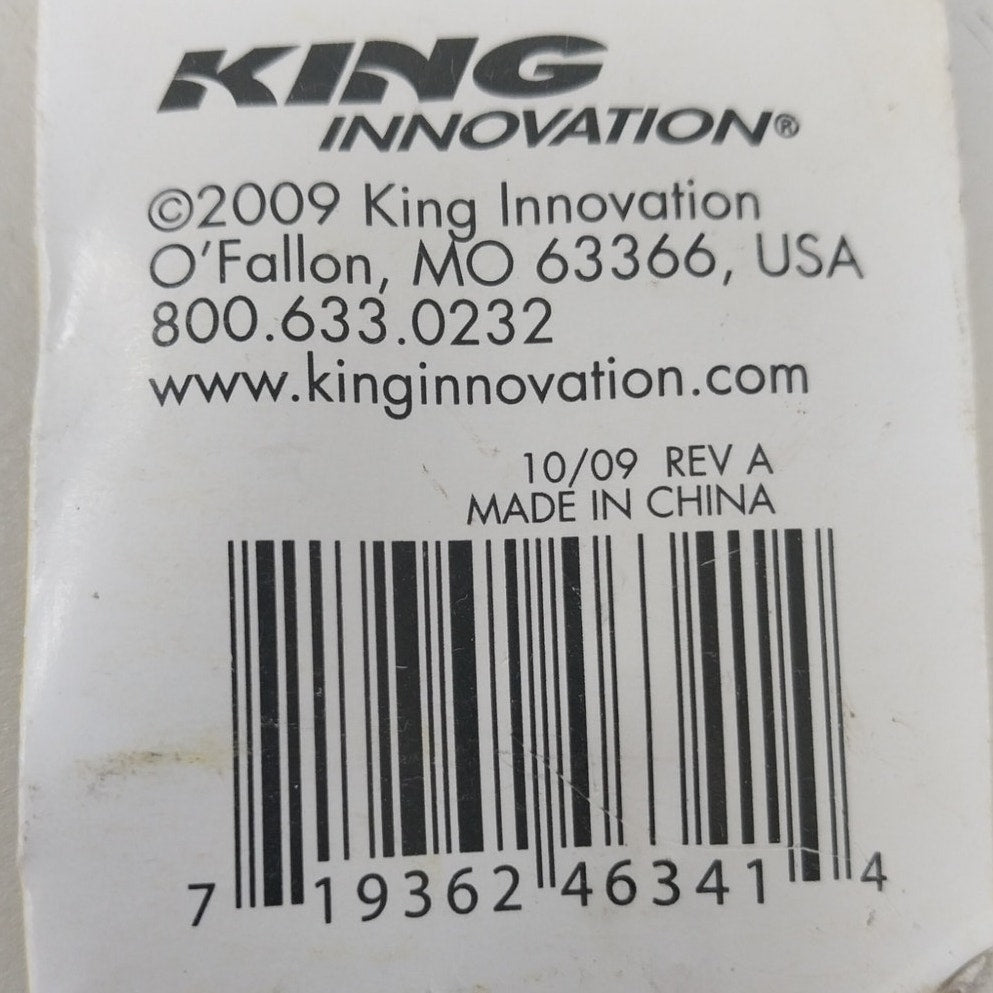 KING
INNOVATION®
©2009 King Innovation
O'Fallon, MO 63366, USA
800.633.0232
www.kinginnovation.com
10/09 REV A
MADE IN CHINA
7 19362 46341 4